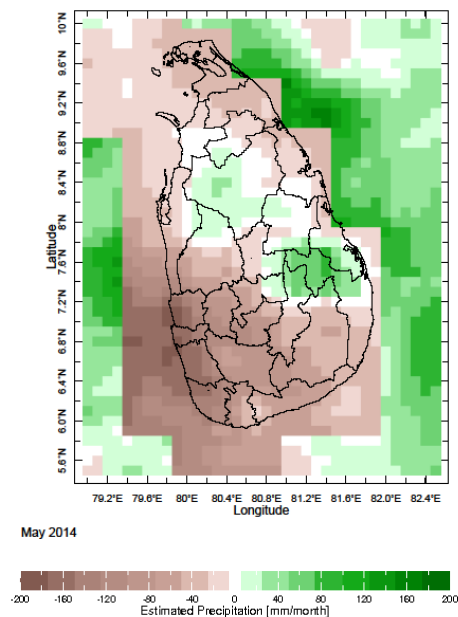 10°N
9.6°N
9.2°N
8.8°N
8.4°N
8°N
7.6°N
7.2°N
6.8°N
6.4°N
6.0°N
5.6°N
Latitude
79.2°E 79.6°E 80°E 80.4°E 80.8°E 81.2°E 81.6°E 82.0°E 82.4°E
Longitude
May 2014
-200 -160 -120 -80 -40 0 40 80 120 160 200
Estimated Precipitation [mm/month]